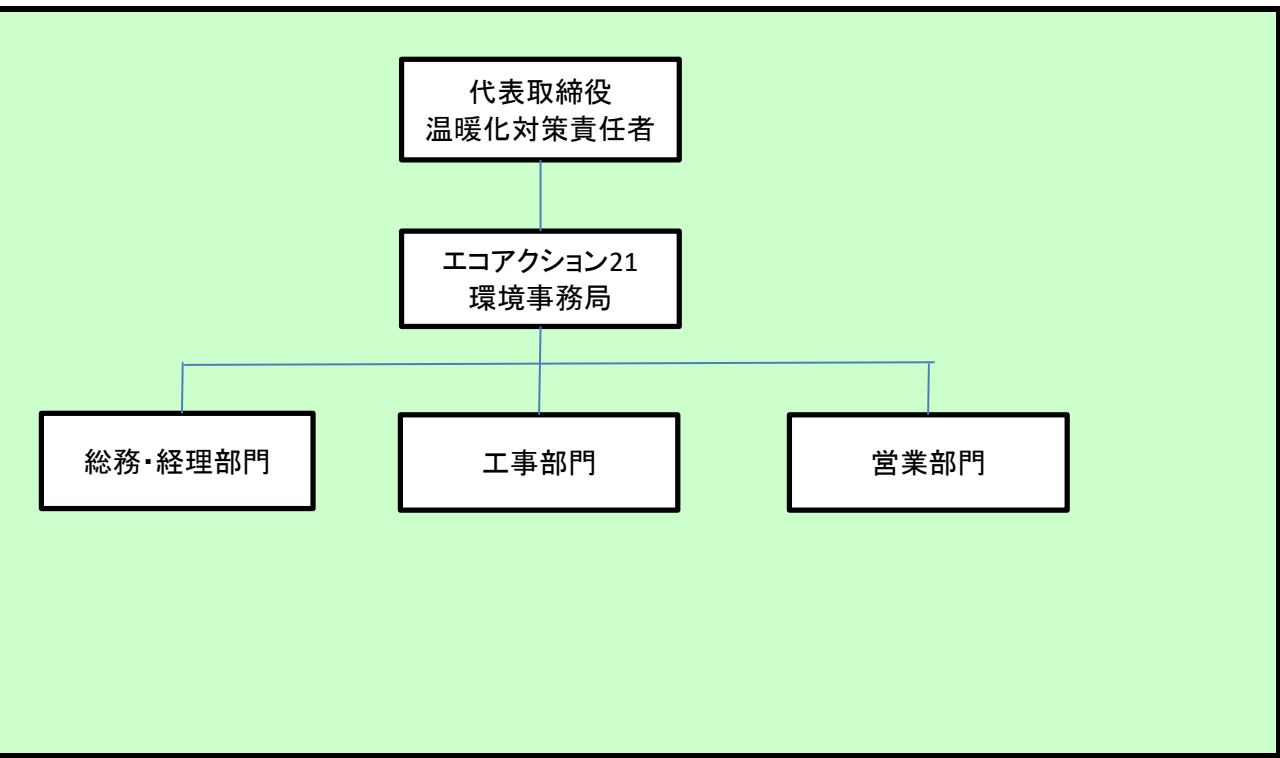 代表取締役
温暖化対策責任者
エコアクション21
環境事務局
総務・経理部門
工事部門
営業部門